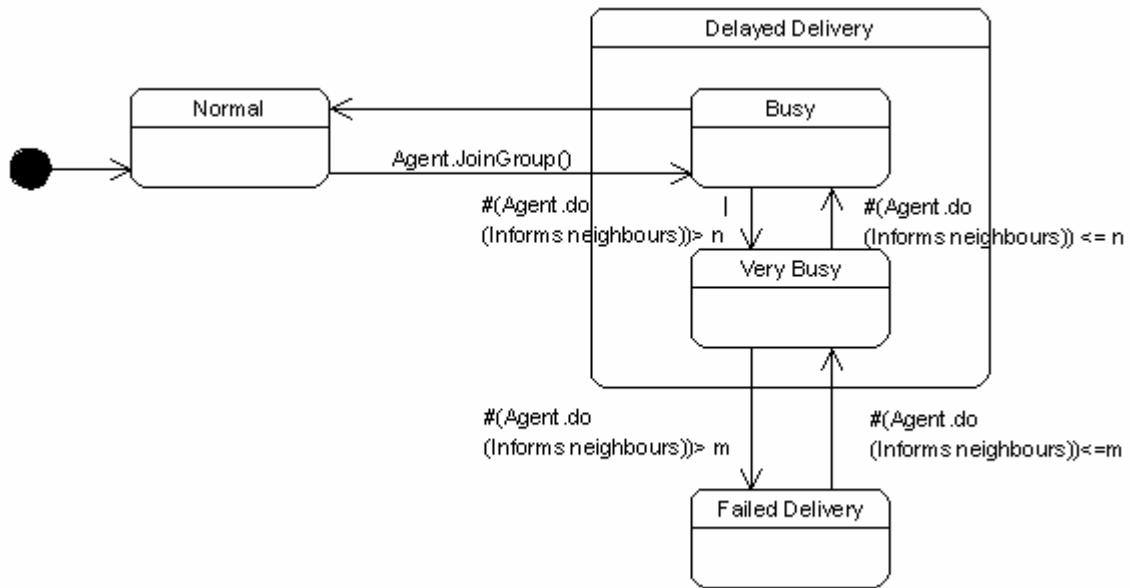 Delayed Delivery
Normal
Busy
Agent.JoinGroup()
#(Agent.do
(Informs neighbours))> n
#(Agent.do
(Informs neighbours)) <= n
Very Busy
#(Agent.do
(Informs neighbours))> m
#(Agent.do
(Informs neighbours))<=m
Failed Delivery